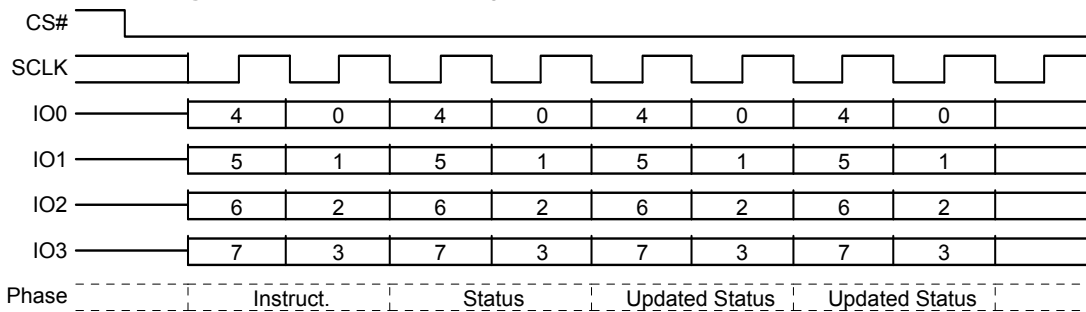 CS#
SCLK
IO0 4 0 4 0 4 0 4 0
IO1 5 1 5 1 5 1 5 1
IO2 6 2 6 2 6 2 6 2
IO3 7 3 7 3 7 3 7 3
Phase Instruct. Status Updated Status Updated Status